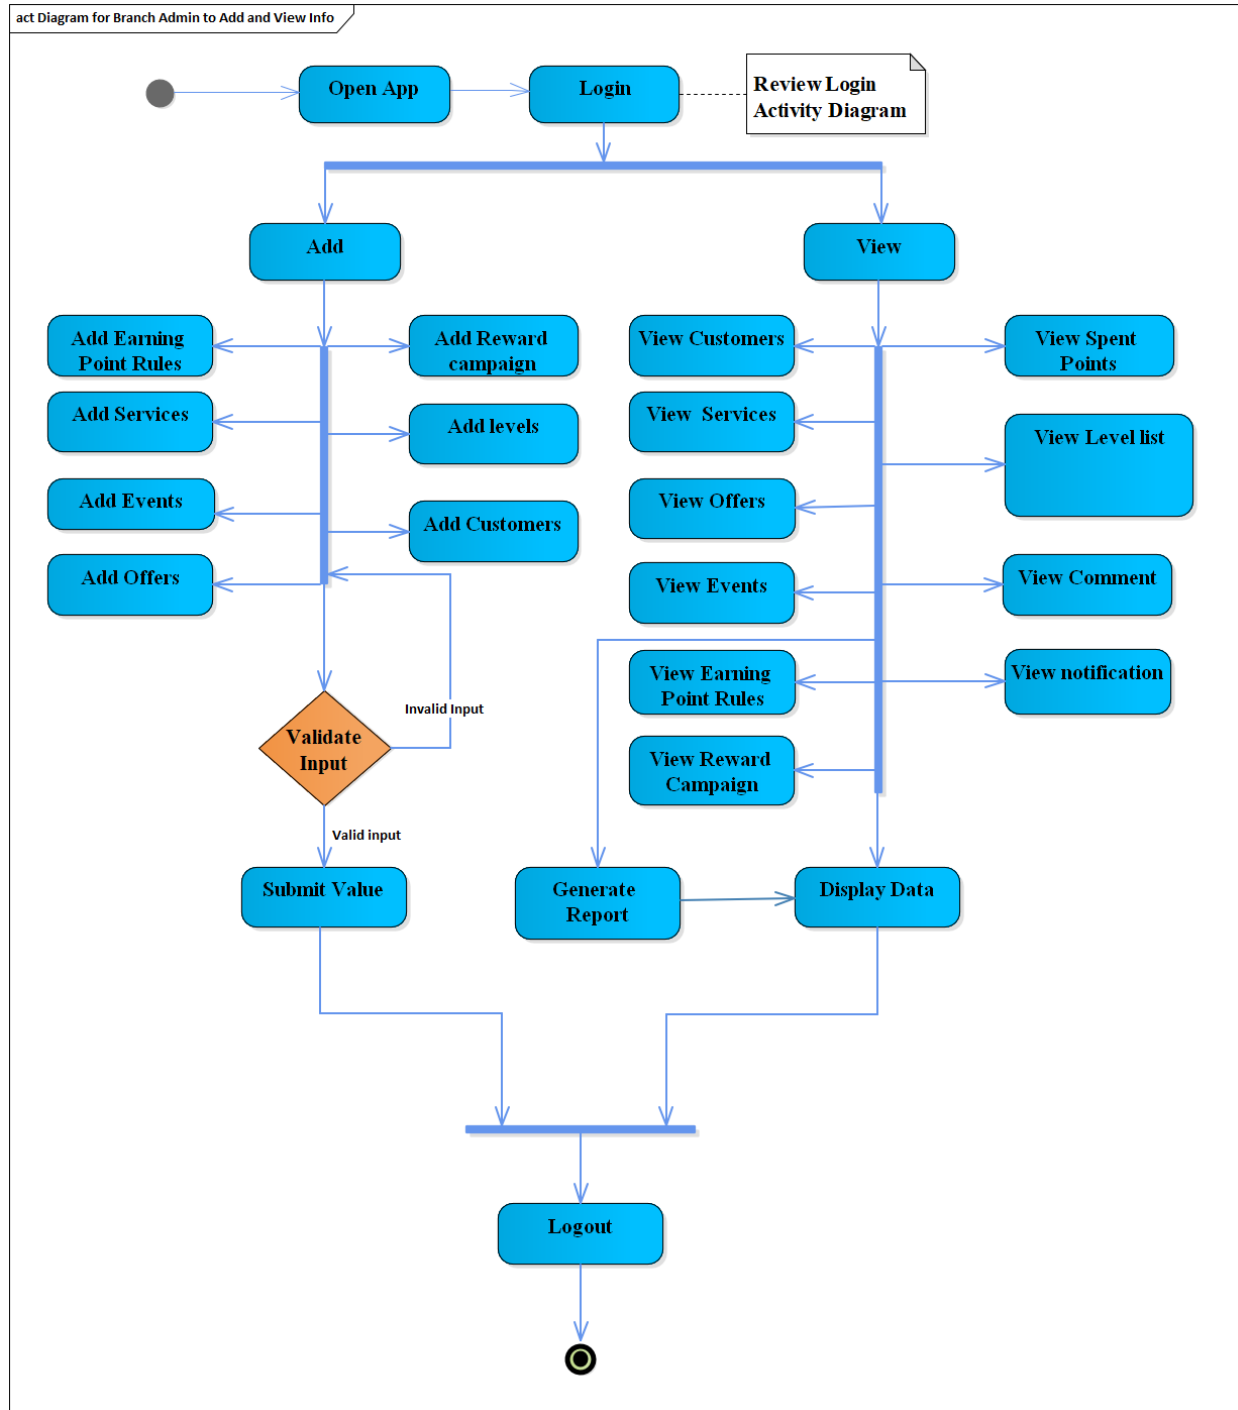 act Diagram for Branch Admin to Add and View Info
Open App
Login
Review Login
Activity Diagram
Add
View
Add Earning
Point Rules
Add Reward
campaign
View Customers
View Spent
Points
Add Services
Add levels
View  Services
View Level list
Add Events
Add Customers
View Offers
Add Offers
View Events
View Comment
View Earning
Point Rules
View notification
Invalid Input
Validate
Input
View Reward
Campaign
Valid input
Submit Value
Generate
Report
Display Data
Logout